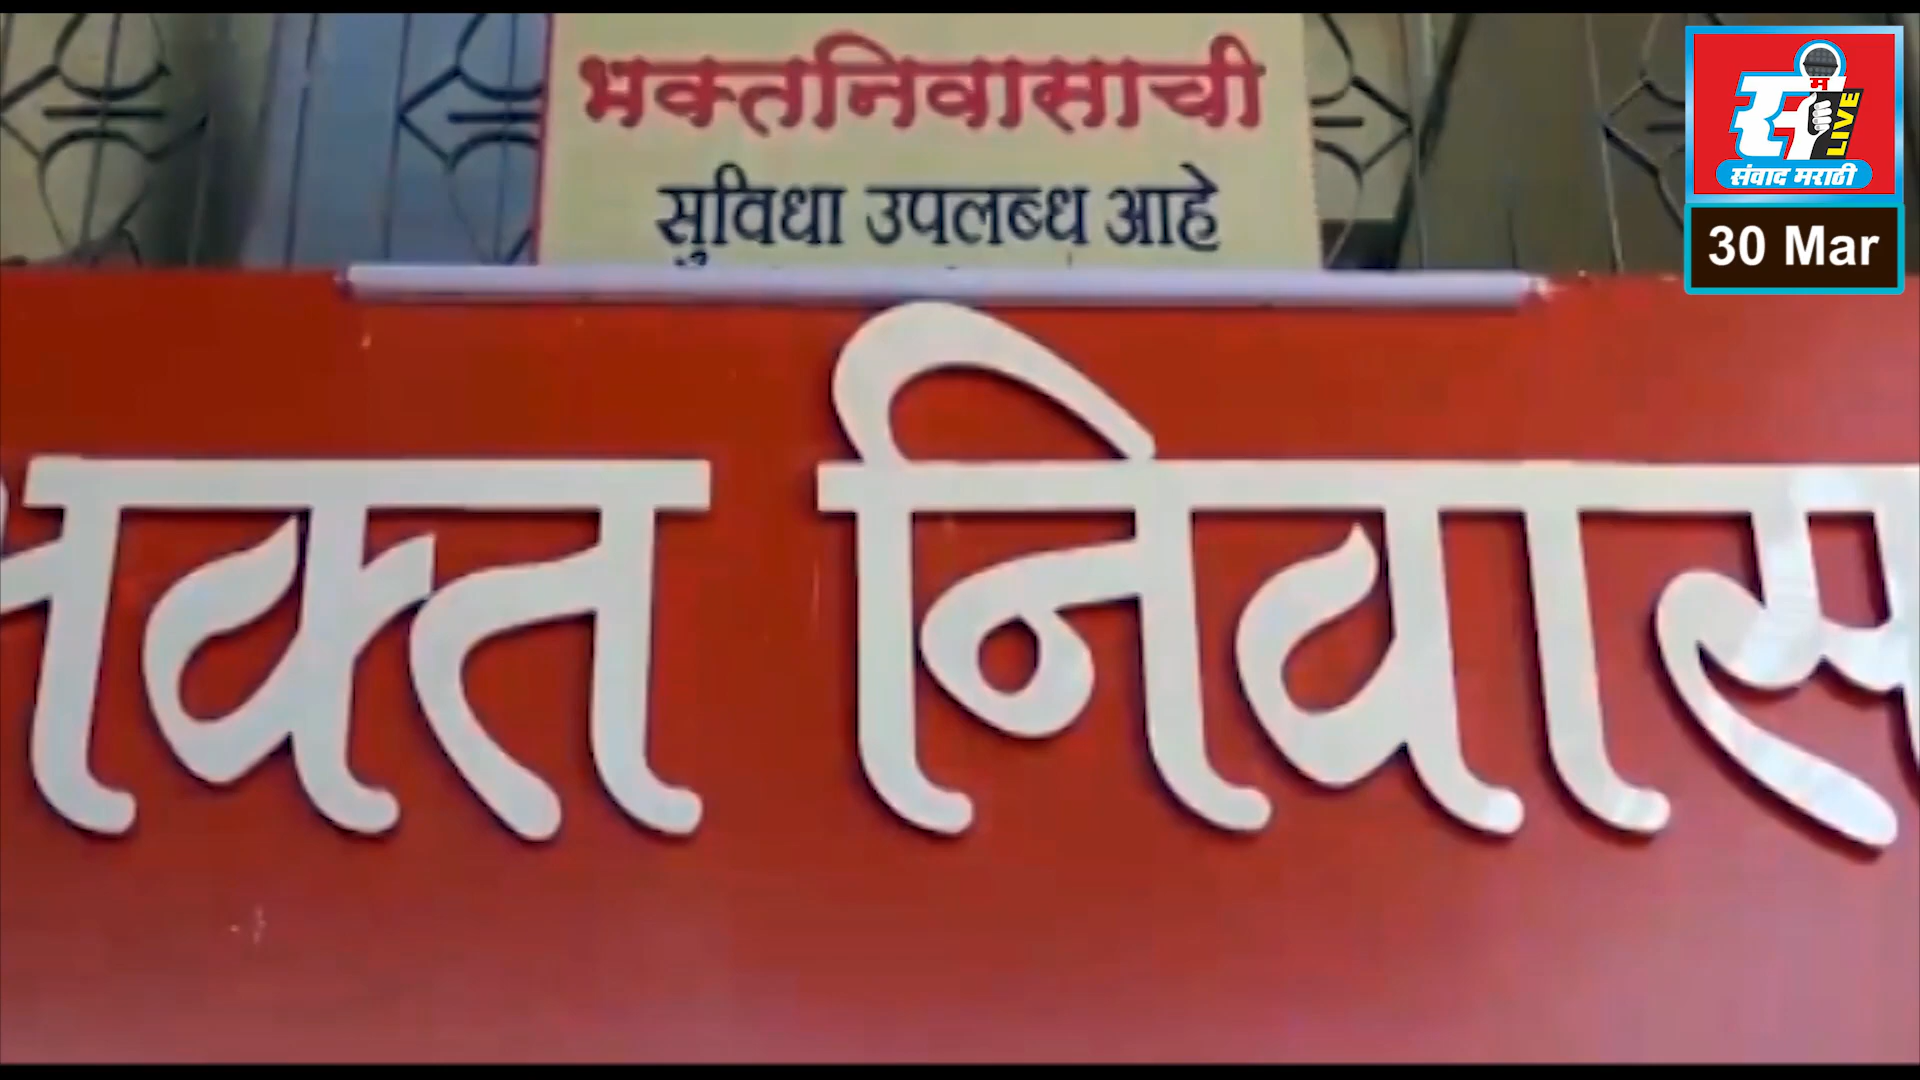 भक्तनिवासाची
सुविधा उपलब्ध आहे
LIVE
संवाद मराठी
30 Mar
भक्त निवास